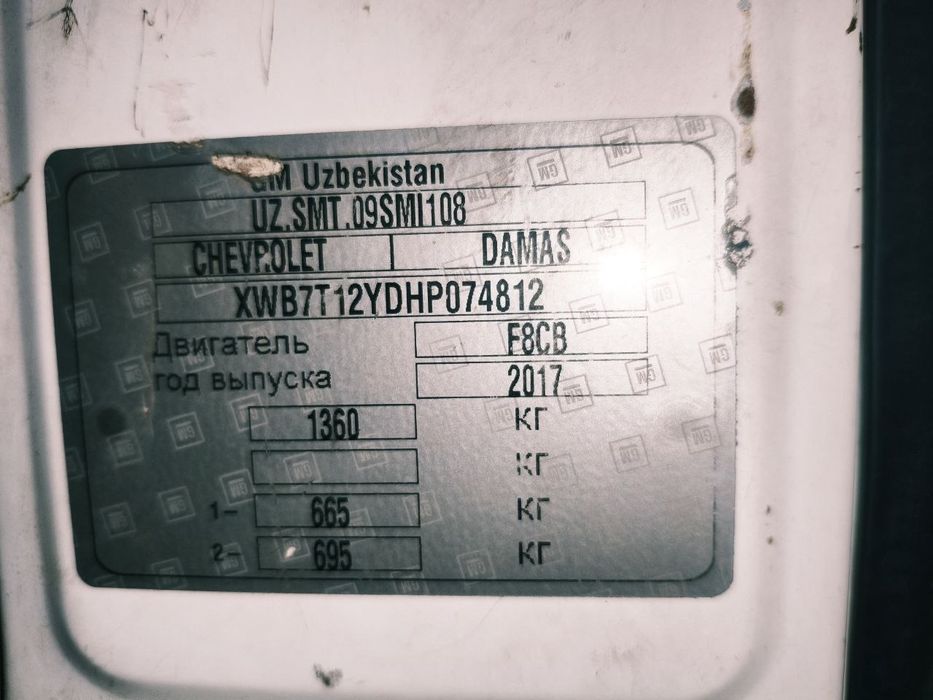 GM Uzbekistan
UZ.SMT.09SMI108
CHEVROLET DAMAS
XWB7T12YDHP074812
Двигатель F8CB
год выпуска 2017
1360 КГ
КГ
1- 665 КГ
2- 695 КГ